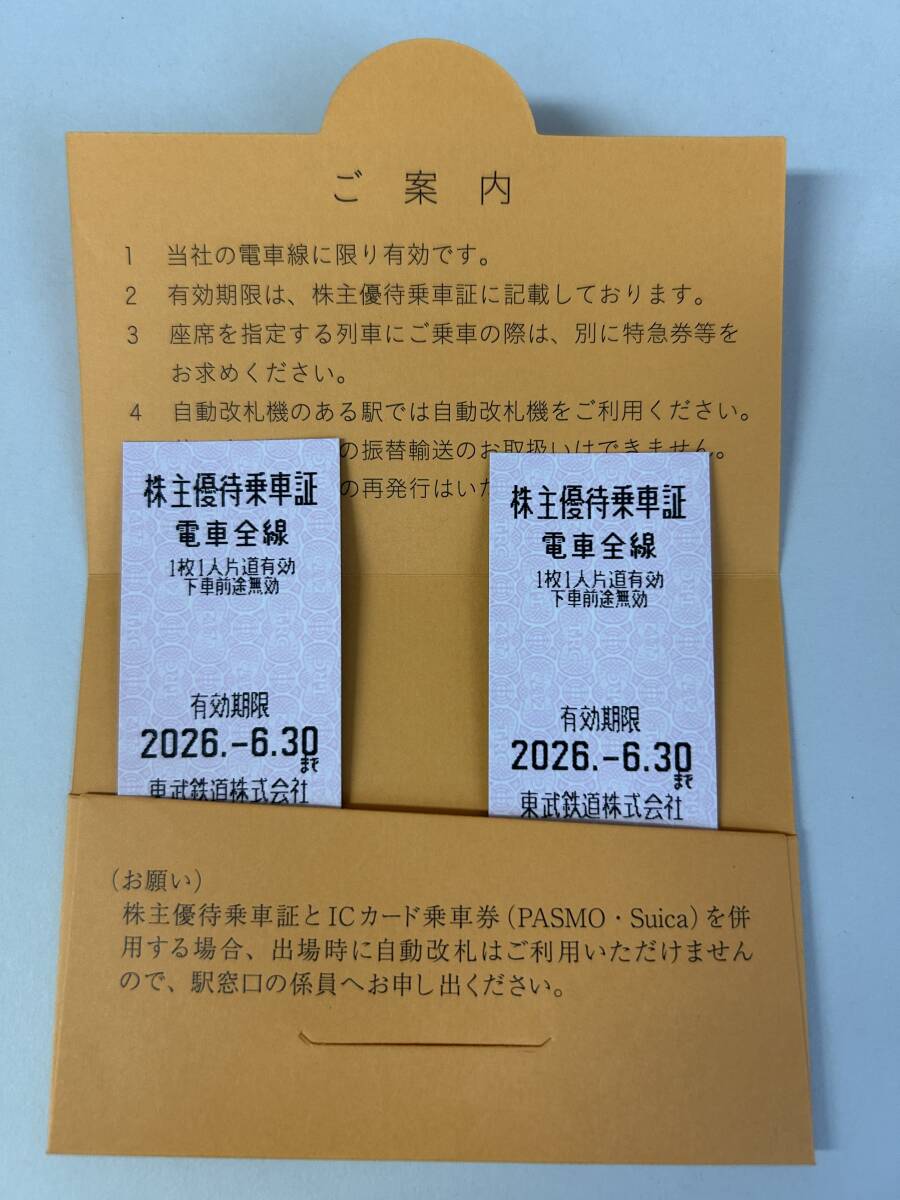 ご案内
1 当社の電車線に限り有効です。
2 有効期限は、株主優待乗車証に記載しております。
3 座席を指定する列車にご乗車の際は、別に特急券等を
お求めください。
4 自動改札機のある駅では自動改札機をご利用ください。
の振替輸送のお取扱いはできません。
の再発行はいた
株主優待乗車証
電車全線
1枚1人片道有効
下車前途無効
有効期限
2026.-6.30
まで
東武鉄道株式会社
株主優待乗車証
電車全線
1枚1人片道有効
下車前途無効
有効期限
2026.-6.30
まで
東武鉄道株式会社
(お願い)
株主優待乗車証とICカード乗車券(PASMO・Suica)を併
用する場合、出場時に自動改札はご利用いただけません
ので、駅窓口の係員へお申し出ください。